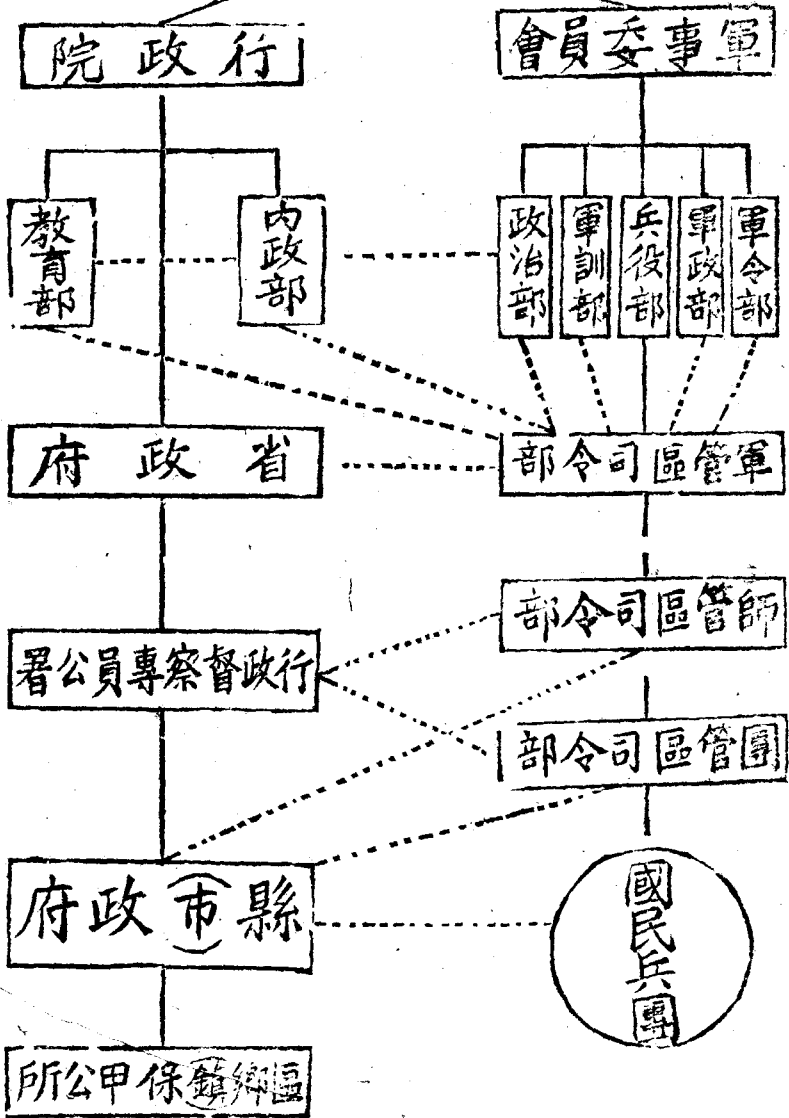 軍事委員會
行政院
軍令部
軍政部
兵役部
軍訓部
政治部
內政部
教育部
軍管區司令部
省政府
師管區司令部
行政督察專員公署
團管區司令部
縣(市)政府
國民兵團
區鄉鎮保甲公所